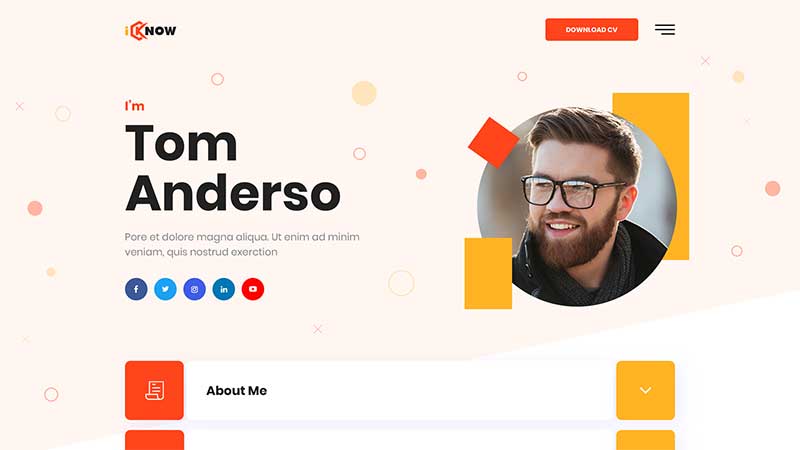 iKNOW
DOWNLOAD CV
I'm
Tom
Anderso
Pore et dolore magna aliqua. Ut enim ad minim
veniam, quis nostrud exerction
About Me